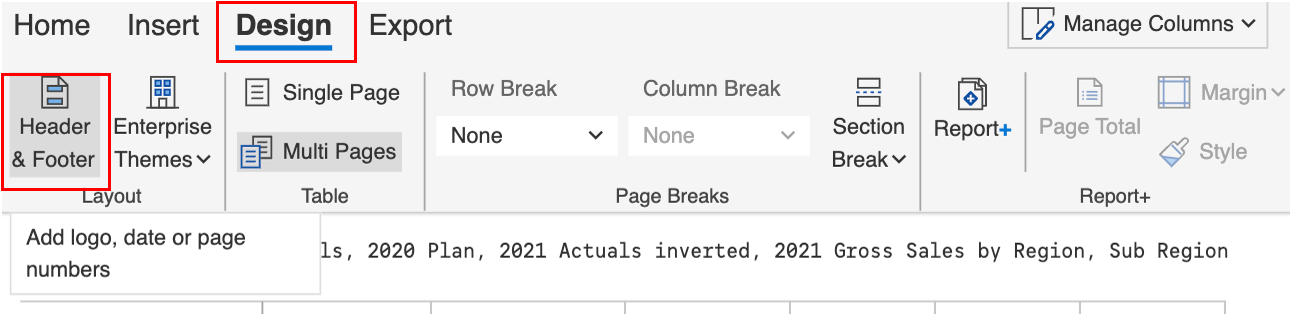 Home Insert Design Export
Manage Columns
Header
& Footer
Enterprise
Themes
Layout
Single Page
Multi Pages
Table
Row Break
None
Column Break
None
Section
Break
Page Breaks
Report+
Page Total
Margin
Style
Report+
Add logo, date or page
numbers
2020 Plan, 2021 Actuals inverted, 2021 Gross Sales by Region, Sub Region